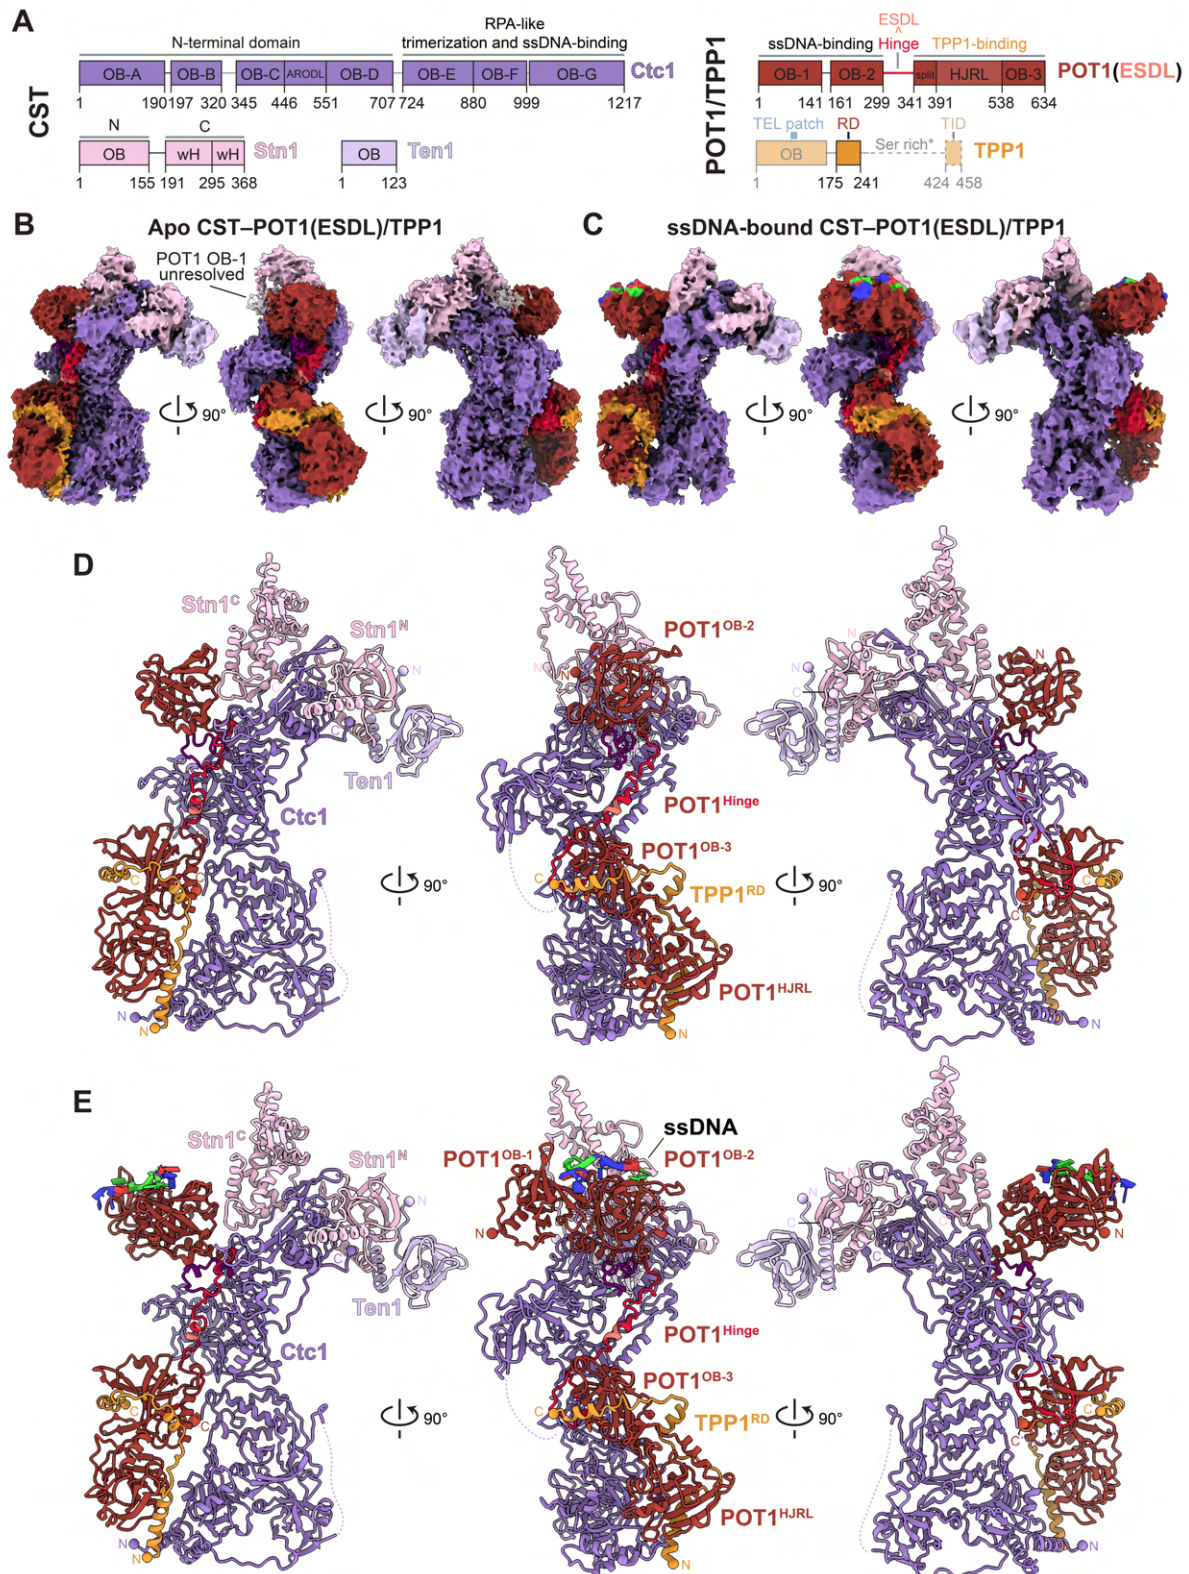 A
CST
N-terminal domain
RPA-like
trimerization and ssDNA-binding
OB-A
OB-B
OB-C
ARODL
OB-D
OB-E
OB-F
OB-G
Ctc1
1 190 197 320 345 446 551 707 724 880 999 1217
N
C
OB
wH
wH
Stn1
1 155 191 295 368
OB
Ten1
1 123
POT1/TPP1
ESDL
ssDNA-binding
Hinge
TPP1-binding
OB-1
OB-2
split
HJRL
OB-3
POT1(ESDL)
1 141 161 299 341 391 538 634
TEL patch
RD
TID
OB
Ser rich*
TPP1
1 175 241 424 458
B
Apo CST–POT1(ESDL)/TPP1
POT1 OB-1
unresolved
90°
90°
C
ssDNA-bound CST–POT1(ESDL)/TPP1
90°
90°
D
Stn1C
Stn1N
N
C
C
Ten1
Ctc1
C
C
N
N
90°
POT1OB-2
N
N
POT1Hinge
POT1OB-3
C
TPP1RD
POT1HJRL
N
90°
N
N
C
C
N
C
C
N
N
E
Stn1C
Stn1N
N
C
C
N
Ten1
Ctc1
C
C
N
N
90°
ssDNA
POT1OB-1
POT1OB-2
N
POT1Hinge
POT1OB-3
C
TPP1RD
POT1HJRL
N
90°
N
N
C
C
N
C
C
N
N